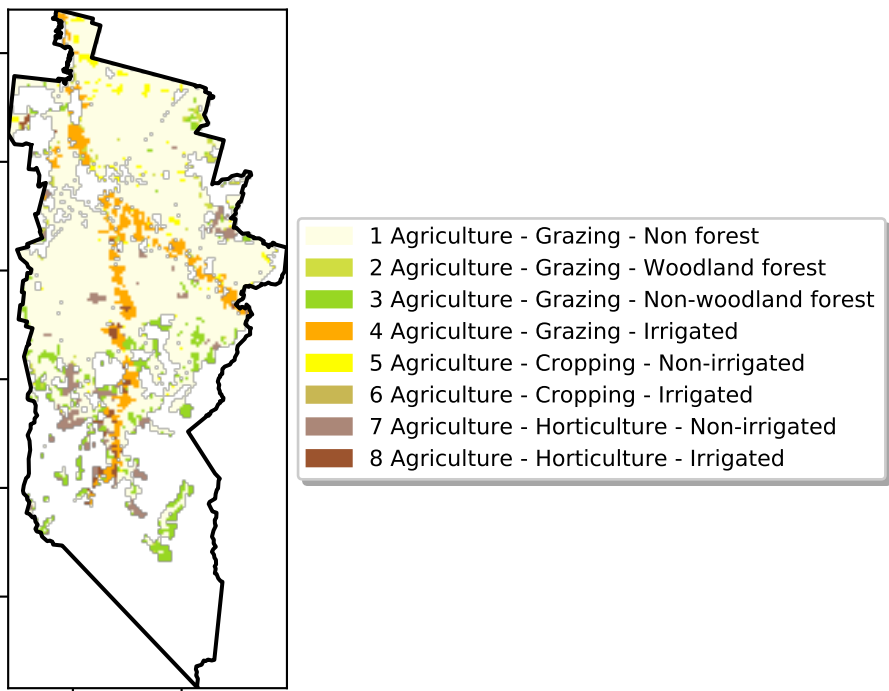 1 Agriculture - Grazing - Non forest
2 Agriculture - Grazing - Woodland forest
3 Agriculture - Grazing - Non-woodland forest
4 Agriculture - Grazing - Irrigated
5 Agriculture - Cropping - Non-irrigated
6 Agriculture - Cropping - Irrigated
7 Agriculture - Horticulture - Non-irrigated
8 Agriculture - Horticulture - Irrigated